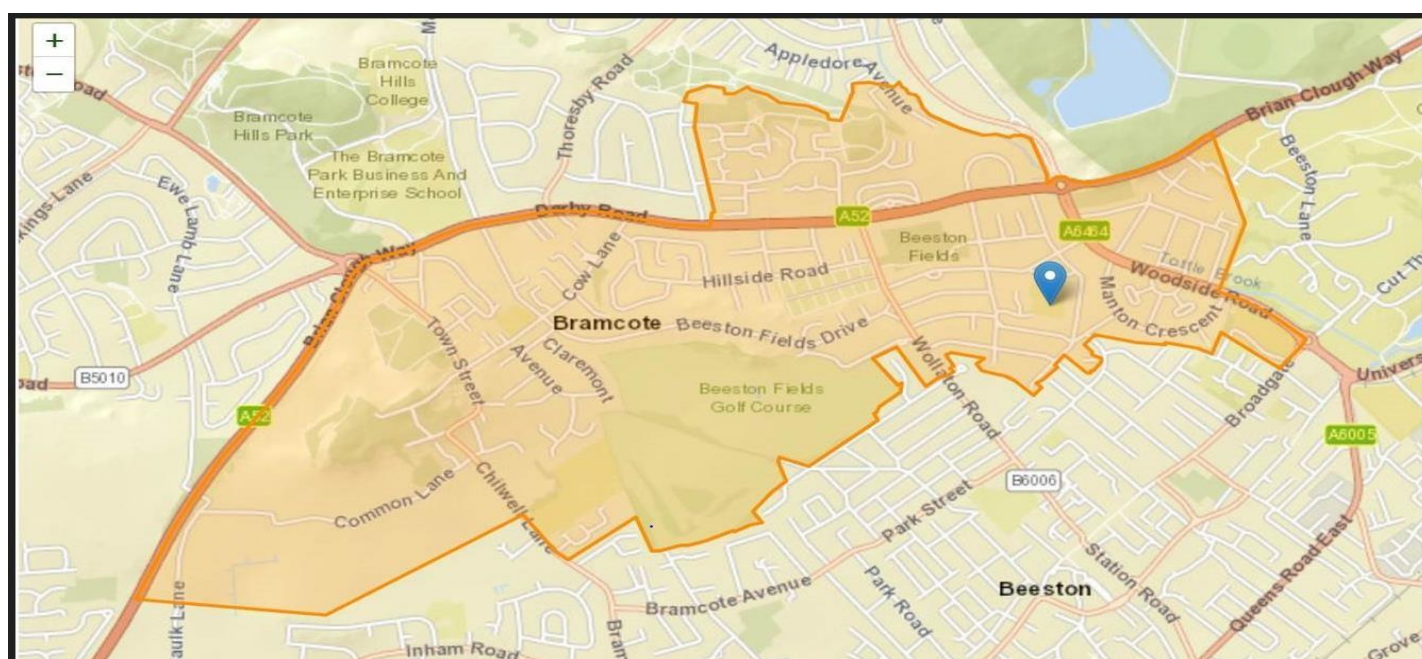 +
−
Appledore Avenue
Thoresby Road
Brian Clough Way
Bramcote
Hills
College
Bramcote
Hills Park
The Bramcote
Park Business And
Enterprise School
Ewe Lamb Lane
Beeston Lane
Derby Road
A52
A6464
Beeston
Fields
Tottle Brook
Cow Lane
Hillside Road
Woodside Road
Brian Clough Way
Manton Crescent
Bramcote
Beeston Fields Drive
Town Street
Claremont
Avenue
Wollaton Road
B5010
Beeston Fields
Golf Course
Broadgate
A52
A6005
Chilwell Lane
Common Lane
B6006
Park Street
Station Road
Queens Road East
Park Road
Bramcote Avenue
Beeston
Inham Road